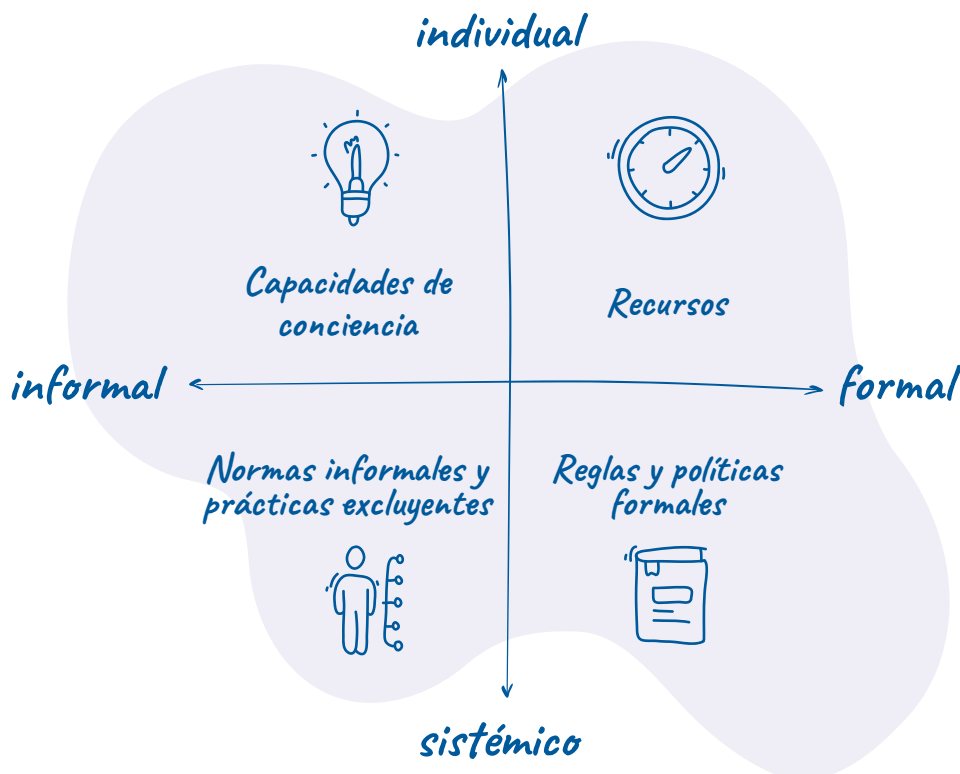 individual
Capacidades de
conciencia
Recursos
informal
formal
Normas informales y
prácticas excluyentes
Reglas y políticas
formales
sistémico